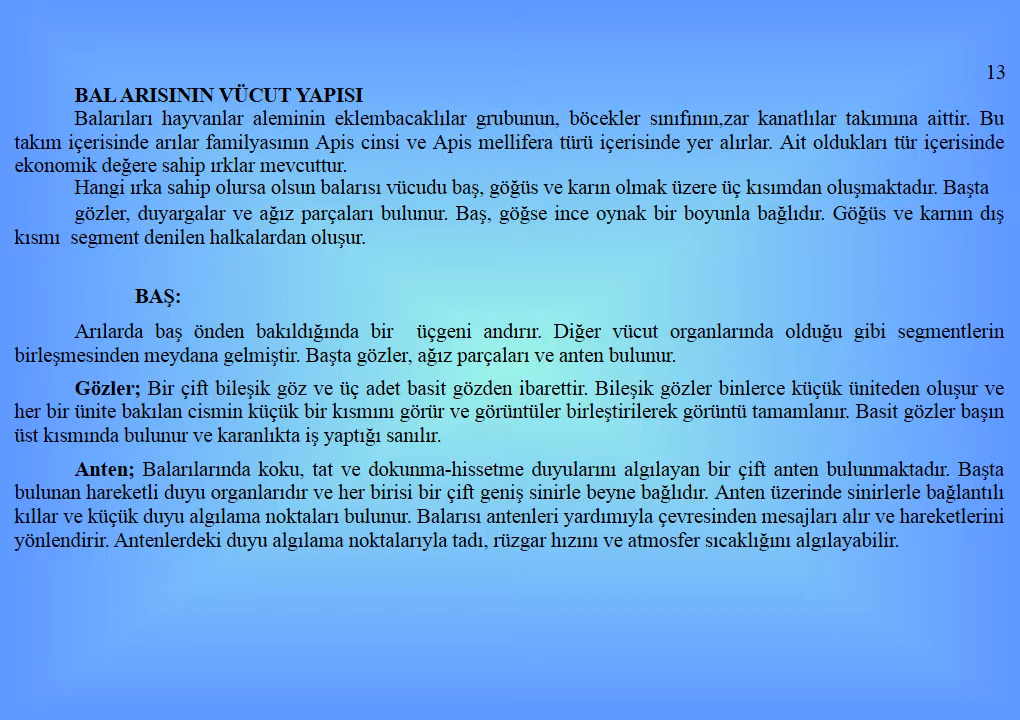 13
BAL ARISININ VÜCUT YAPISI
Balarıları hayvanlar aleminin eklembacaklılar grubunun, böcekler sınıfının,zar kanatlılar takımına aittir. Bu
takım içerisinde arılar familyasının Apis cinsi ve Apis mellifera türü içerisinde yer alırlar. Ait oldukları tür içerisinde
ekonomik değere sahip ırklar mevcuttur.
Hangi ırka sahip olursa olsun balarısı vücudu baş, göğüs ve karın olmak üzere üç kısımdan oluşmaktadır. Başta
gözler, duyargalar ve ağız parçaları bulunur. Baş, göğse ince oynak bir boyunla bağlıdır. Göğüs ve karnın dış
kısmı segment denilen halkalardan oluşur.
BAŞ:
Arılarda baş önden bakıldığında bir üçgeni andırır. Diğer vücut organlarında olduğu gibi segmentlerin
birleşmesinden meydana gelmiştir. Başta gözler, ağız parçaları ve anten bulunur.
Gözler; Bir çift bileşik göz ve üç adet basit gözden ibarettir. Bileşik gözler binlerce küçük üniteden oluşur ve
her bir ünite bakılan cismin küçük bir kısmını görür ve görüntüler birleştirilerek görüntü tamamlanır. Basit gözler başın
üst kısmında bulunur ve karanlıkta iş yaptığı sanılır.
Anten; Balarılarında koku, tat ve dokunma-hissetme duyularını algılayan bir çift anten bulunmaktadır. Başta
bulunan hareketli duyu organlarıdır ve her birisi bir çift geniş sinirle beyne bağlıdır. Anten üzerinde sinirlerle bağlantılı
kıllar ve küçük duyu algılama noktaları bulunur. Balarısı antenleri yardımıyla çevresinden mesajları alır ve hareketlerini
yönlendirir. Antenlerdeki duyu algılama noktalarıyla tadı, rüzgar hızını ve atmosfer sıcaklığını algılayabilir.